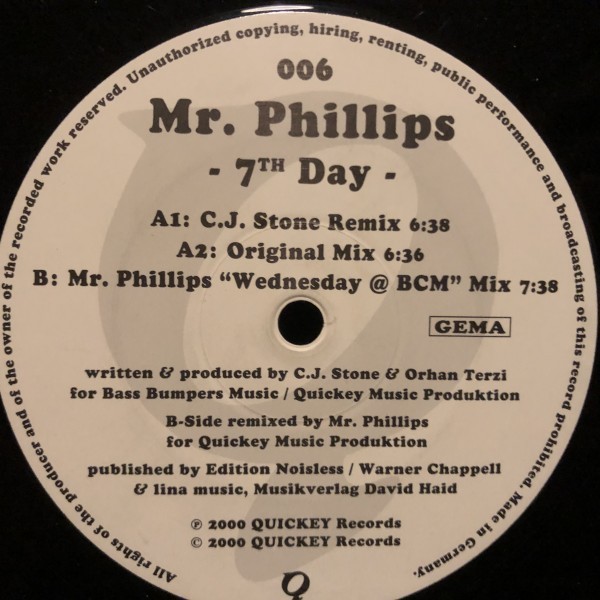 All rights of the producer and of the owner of the recorded work reserved. Unauthorized copying, hiring, renting, public performance and broadcasting of this record prohibited. Made in Germany.
006
Mr. Phillips
- 7TH Day -
A1: C.J. Stone Remix 6:38
A2: Original Mix 6:36
B: Mr. Phillips “Wednesday @ BCM” Mix 7:38
GEMA
written & produced by C.J. Stone & Orhan Terzi
for Bass Bumpers Music / Quickey Music Produktion
B-Side remixed by Mr. Phillips
for Quickey Music Produktion
published by Edition Noisless / Warner Chappell
& lina music, Musikverlag David Haid
℗ 2000 QUICKEY Records
© 2000 QUICKEY Records
Q